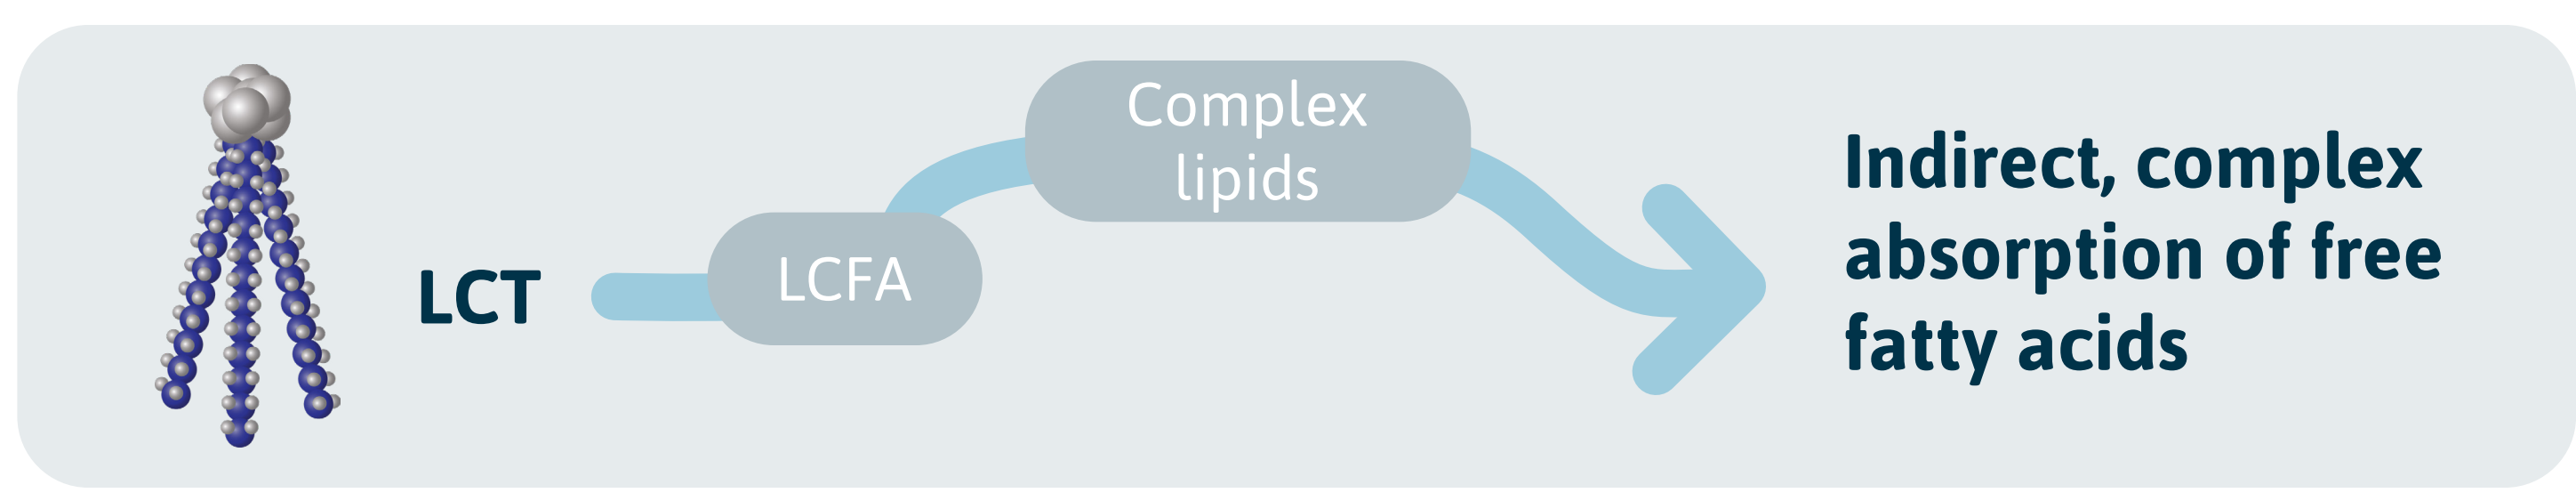 LCT
LCFA
Complex
lipids
Indirect, complex
absorption of free
fatty acids